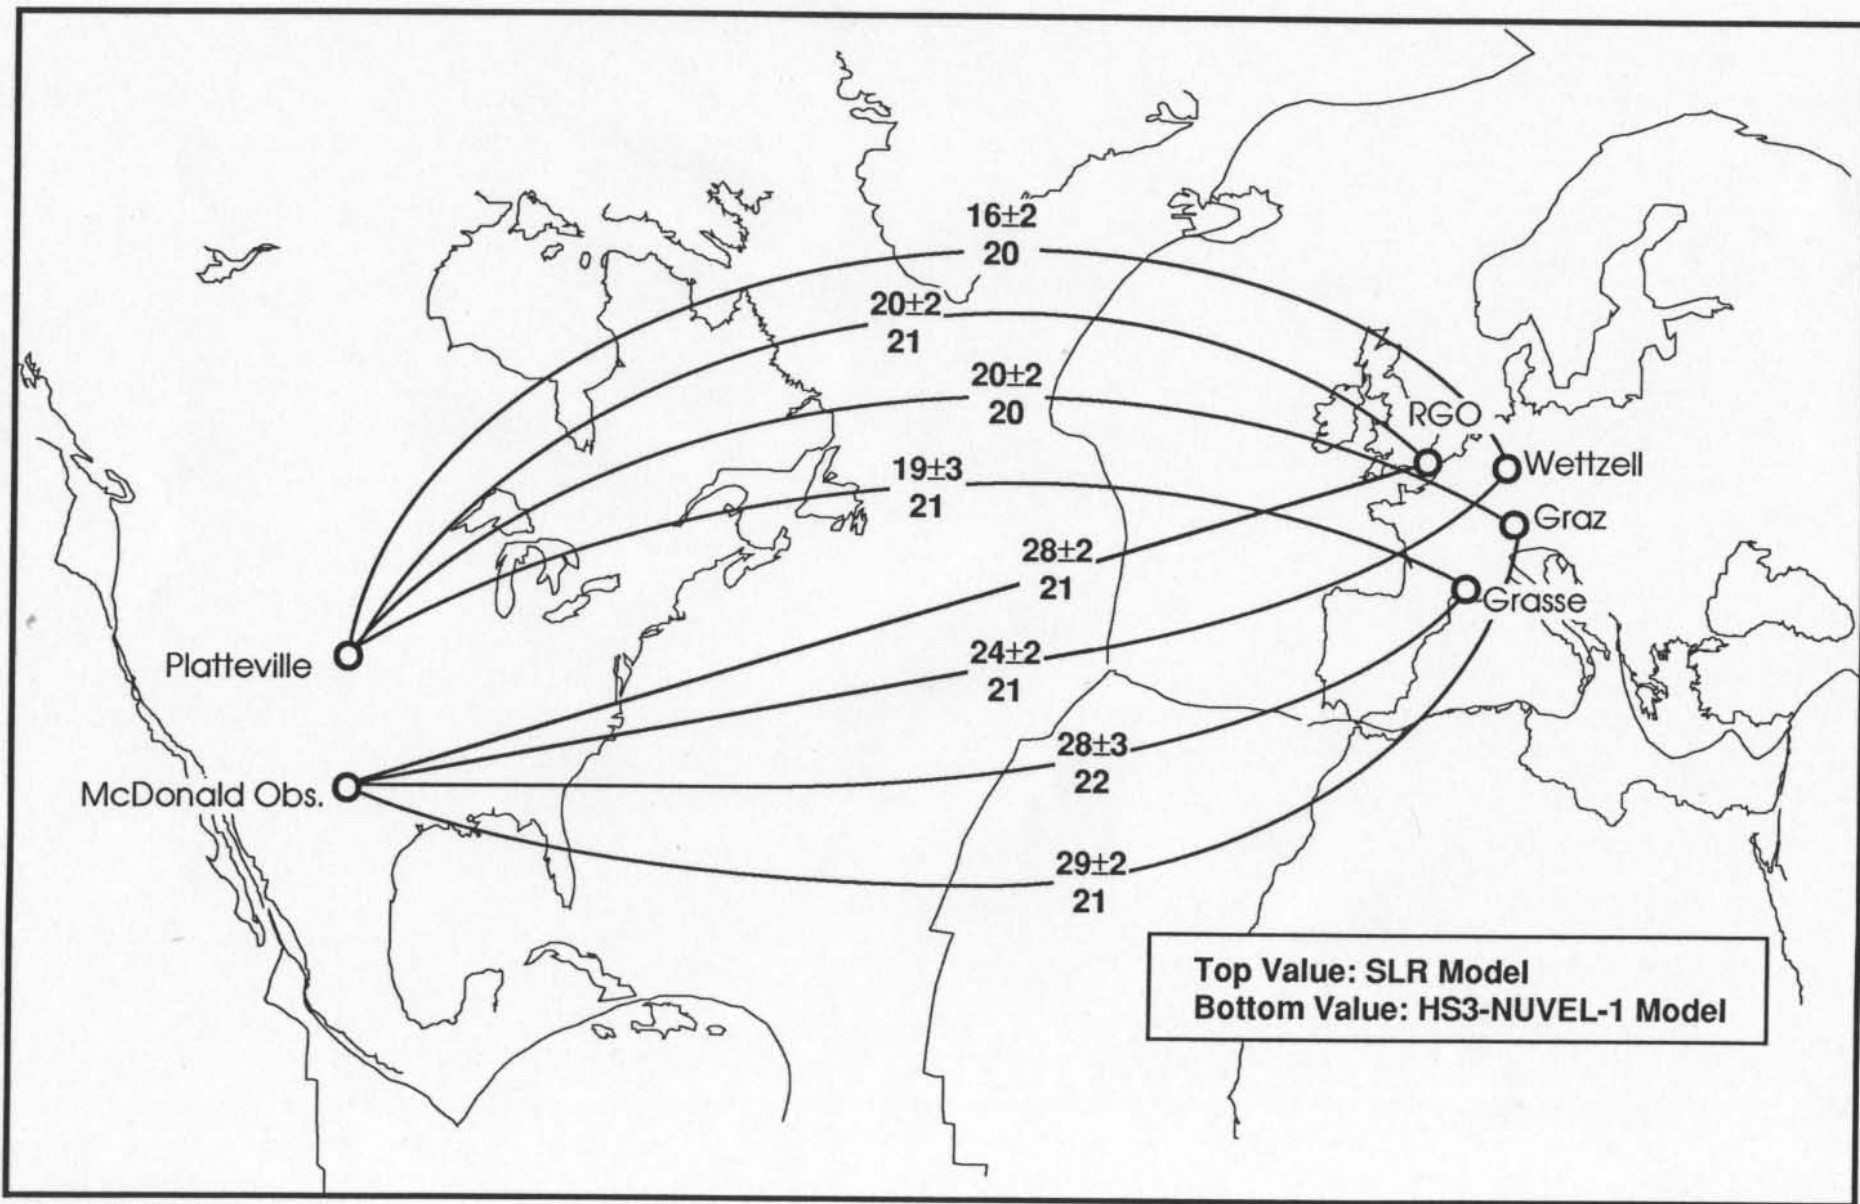 16±2
20
20±2
21
20±2
20
RGO
19±3
21
Wettzell
Graz
28±2
21
Grasse
Platteville
24±2
21
28±3
22
McDonald Obs.
29±2
21
Top Value: SLR Model
Bottom Value: HS3-NUVEL-1 Model